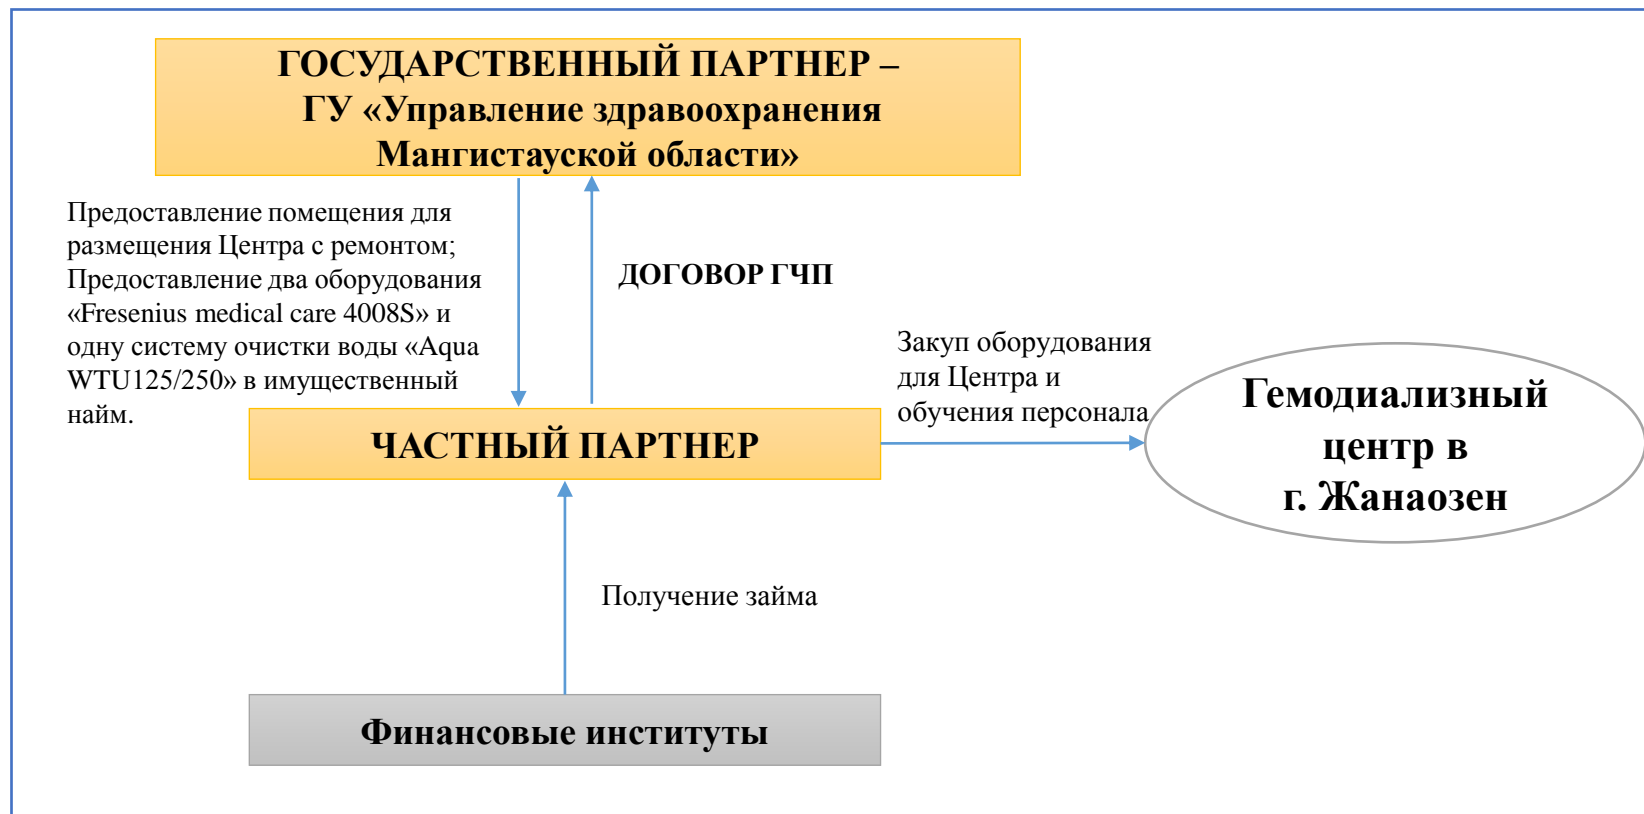 ГОСУДАРСТВЕННЫЙ ПАРТНЕР –
ГУ «Управление здравоохранения
Мангистауской области»
Предоставление помещения для
размещения Центра с ремонтом;
Предоставление два оборудования
«Fresenius medical care 4008S» и
одну систему очистки воды «Aqua
WTU125/250» в имущественный
найм.
ДОГОВОР ГЧП
Закуп оборудования
для Центра и
обучения персонала
ЧАСТНЫЙ ПАРТНЕР
Гемодиализный
центр в
г. Жанаозен
Получение займа
Финансовые институты